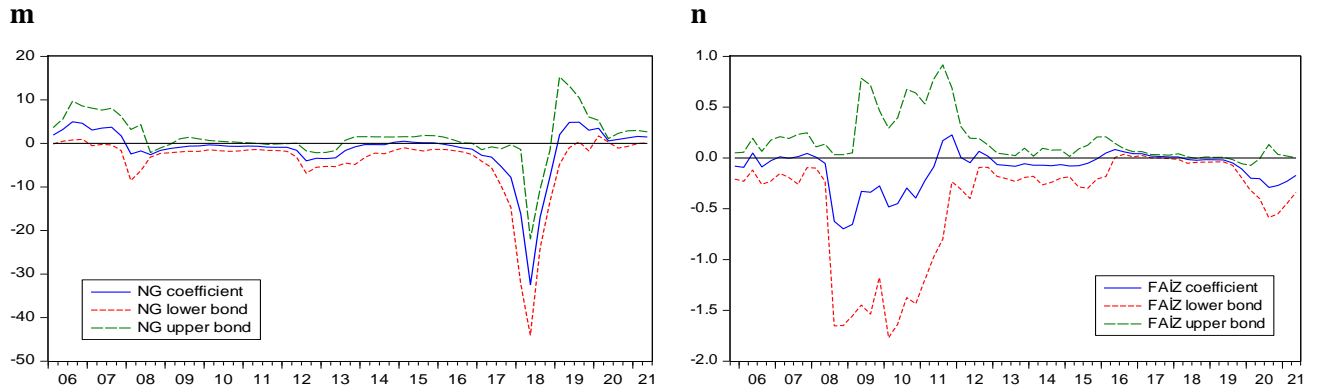 m
n
20
10
0
-10
-20
-30
-40
-50
NG coefficient
NG lower bond
NG upper bond
06 07 08 09 10 11 12 13 14 15 16 17 18 19 20 21
1.0
0.5
0.0
-0.5
-1.0
-1.5
-2.0
FAİZ coefficient
FAİZ lower bond
FAİZ upper bond
06 07 08 09 10 11 12 13 14 15 16 17 18 19 20 21